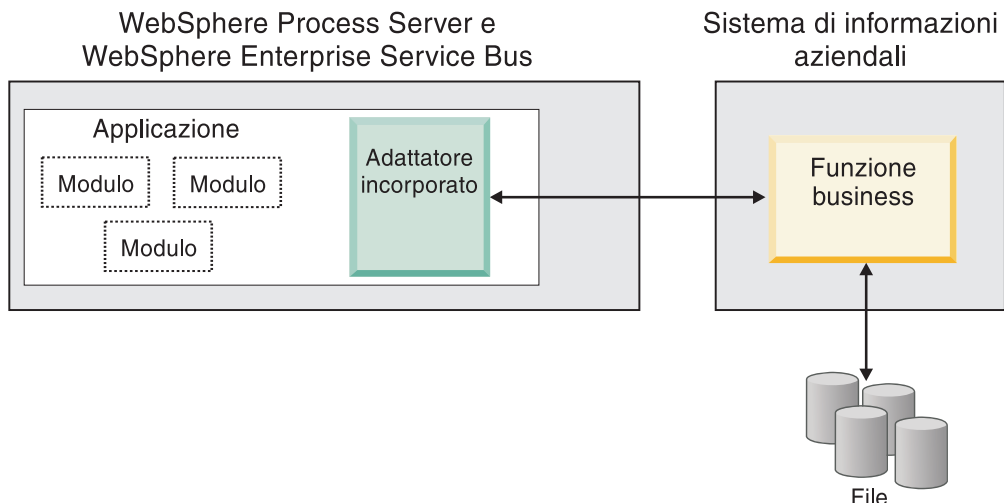 WebSphere Process Server e
WebSphere Enterprise Service Bus
Sistema di informazioni
aziendali
Applicazione
Modulo
Modulo
Modulo
Adattatore
incorporato
Funzione
business
File